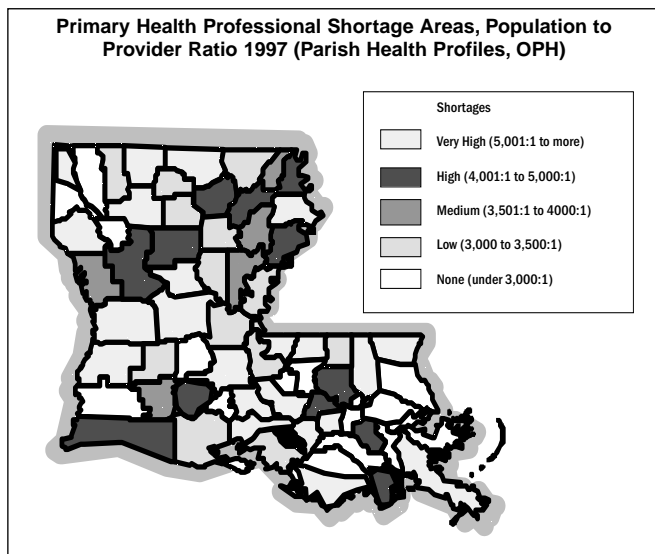 Primary Health Professional Shortage Areas, Population to
Provider Ratio 1997 (Parish Health Profiles, OPH)
Shortages
Very High (5,001:1 to more)
High (4,001:1 to 5,000:1)
Medium (3,501:1 to 4000:1)
Low (3,000 to 3,500:1)
None (under 3,000:1)